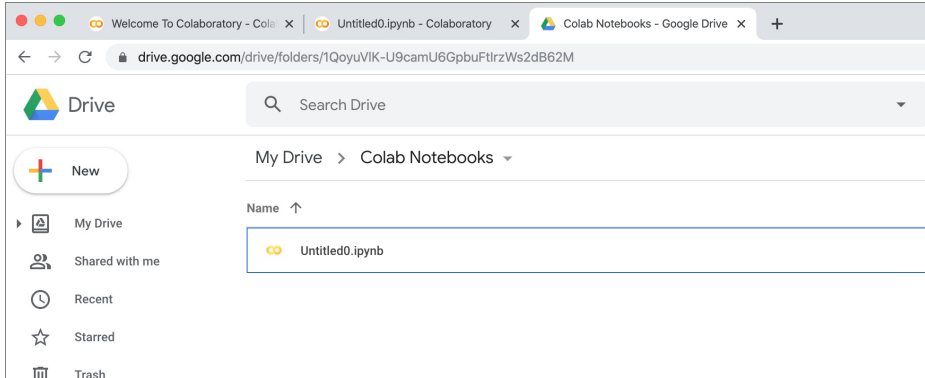 Welcome To Colaboratory - Cola
Untitled0.ipynb - Colaboratory
Colab Notebooks - Google Drive
drive.google.com/drive/folders/1QoyuVlK-U9camU6GpbuFtlrzWs2dB62M
Drive
Search Drive
New
My Drive > Colab Notebooks
Name
My Drive
Untitled0.ipynb
Shared with me
Recent
Starred
Trash